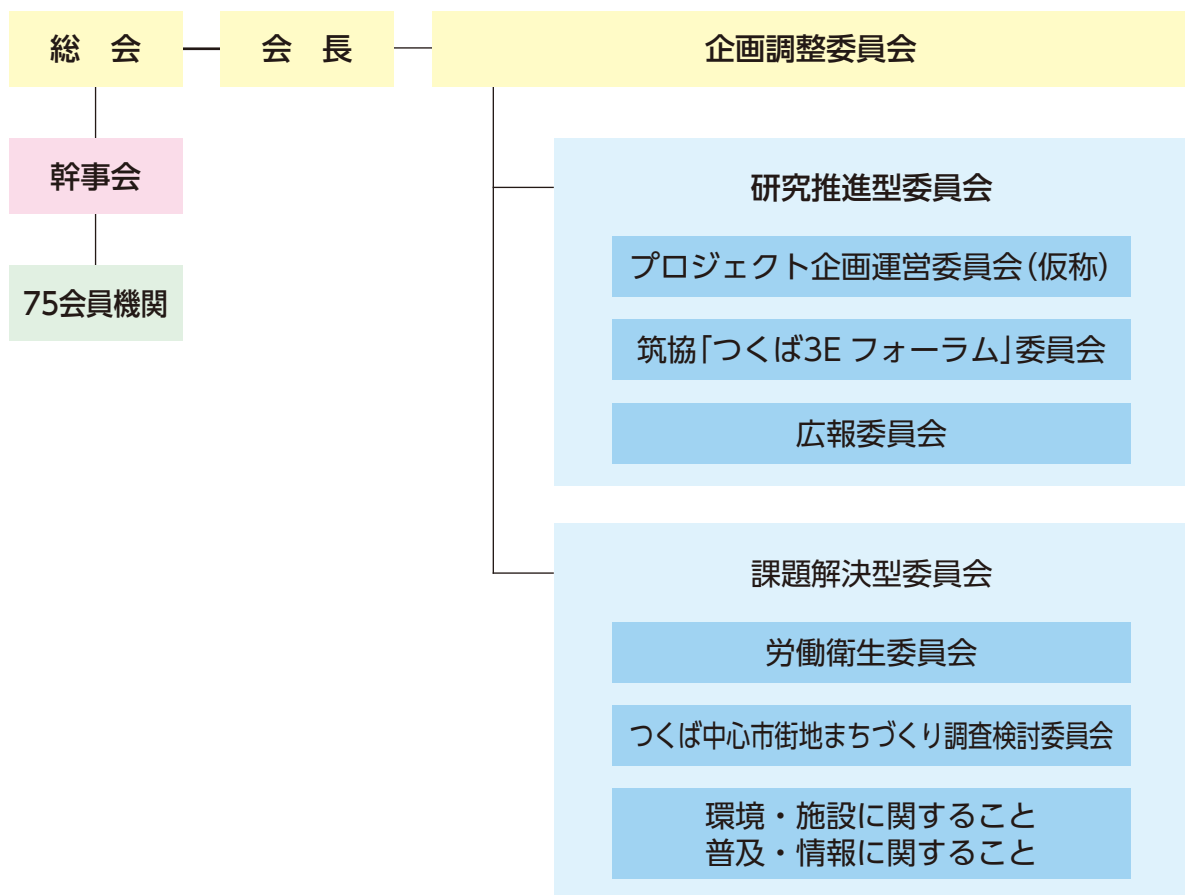 総　会
会　長
企画調整委員会
幹事会
75会員機関
研究推進型委員会
プロジェクト企画運営委員会(仮称)
筑協「つくば3E フォーラム」委員会
広報委員会
課題解決型委員会
労働衛生委員会
つくば中心市街地まちづくり調査検討委員会
環境・施設に関すること
普及・情報に関すること